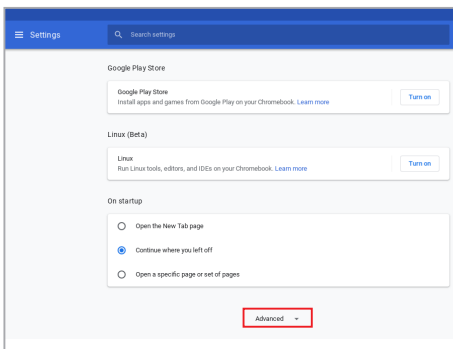 Settings
Search settings
Google Play Store
Google Play Store
Install apps and games from Google Play on your Chromebook. Learn more
Turn on
Linux (Beta)
Linux
Run Linux tools, editors, and IDEs on your Chromebook. Learn more
Turn on
On startup
Open the New Tab page
Continue where you left off
Open a specific page or set of pages
Advanced